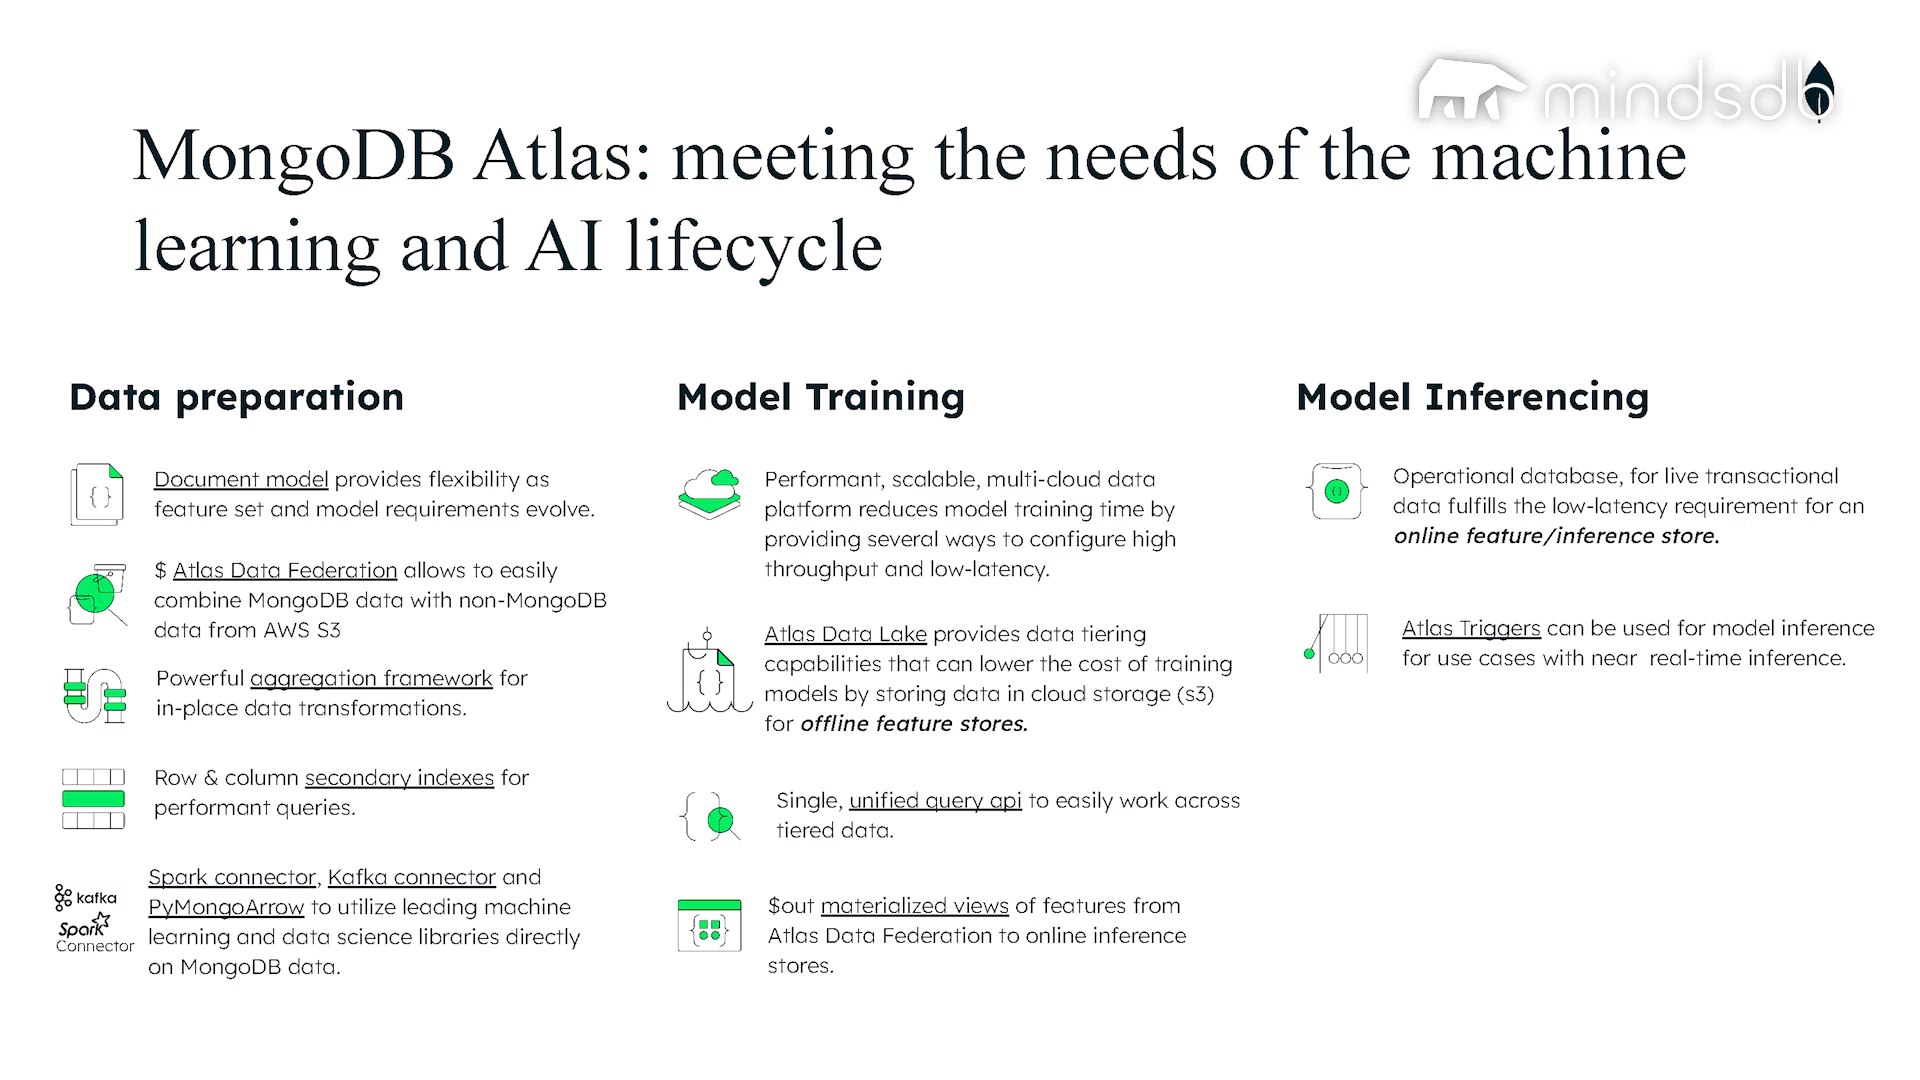 mindsdb
MongoDB Atlas: meeting the needs of the machine
learning and AI lifecycle
Data preparation
Document model provides flexibility as
feature set and model requirements evolve.
$ Atlas Data Federation allows to easily
combine MongoDB data with non-MongoDB
data from AWS S3
Powerful aggregation framework for
in-place data transformations.
Row & column secondary indexes for
performant queries.
kafka
Spark
Connector
Spark connector, Kafka connector and
PyMongoArrow to utilize leading machine
learning and data science libraries directly
on MongoDB data.
Model Training
Performant, scalable, multi-cloud data
platform reduces model training time by
providing several ways to configure high
throughput and low-latency.
Atlas Data Lake provides data tiering
capabilities that can lower the cost of training
models by storing data in cloud storage (s3)
for offline feature stores.
Single, unified query api to easily work across
tiered data.
$out materialized views of features from
Atlas Data Federation to online inference
stores.
Model Inferencing
Operational database, for live transactional
data fulfills the low-latency requirement for an
online feature/inference store.
Atlas Triggers can be used for model inference
for use cases with near  real-time inference.